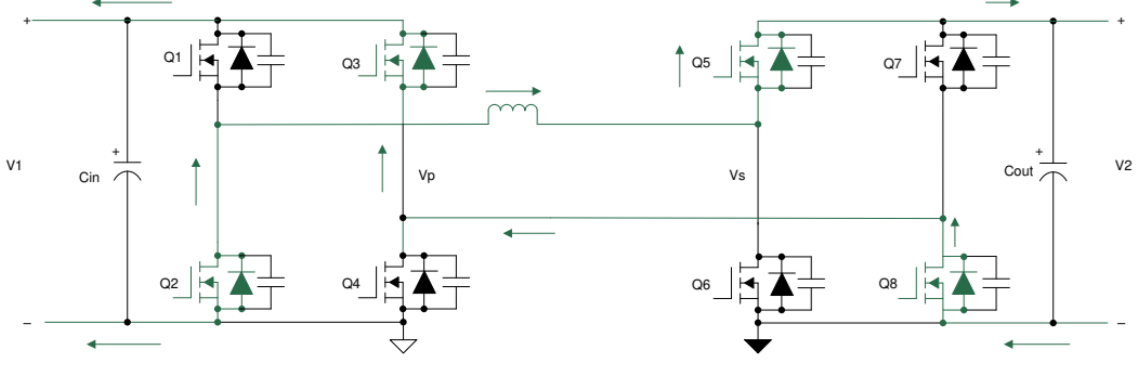 + +
Q1 Q3 Q5 Q7
+ +
V1 Cin Vp Vs Cout V2
Q2 Q4 Q6 Q8
– –